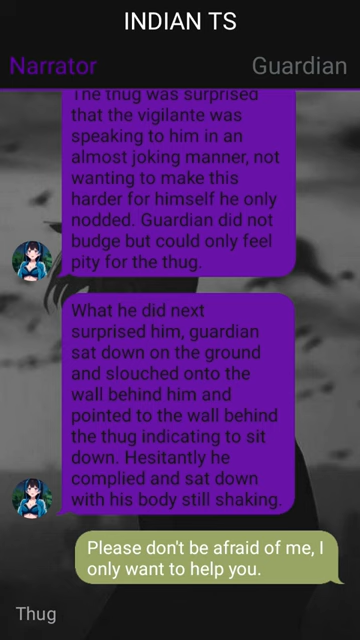 INDIAN TS
Narrator
Guardian
The thug was surprised
that the vigilante was
speaking to him in an
almost joking manner, not
wanting to make this
harder for himself he only
nodded. Guardian did not
budge but could only feel
pity for the thug.
What he did next
surprised him, guardian
sat down on the ground
and slouched onto the
wall behind him and
pointed to the wall behind
the thug indicating to sit
down. Hesitantly he
complied and sat down
with his body still shaking.
Please don't be afraid of me, I
only want to help you.
Thug